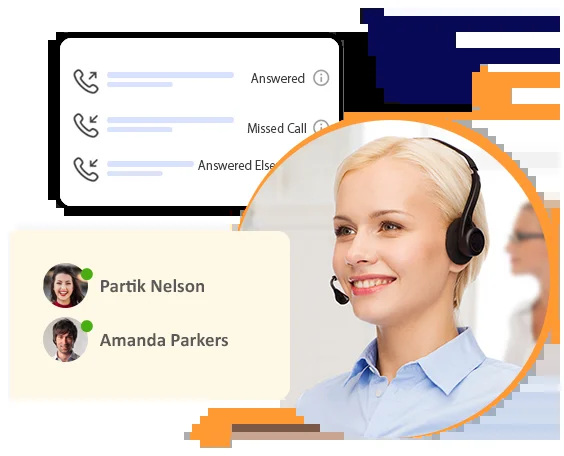 Answered
Missed Call
Answered Else
Partik Nelson
Amanda Parkers